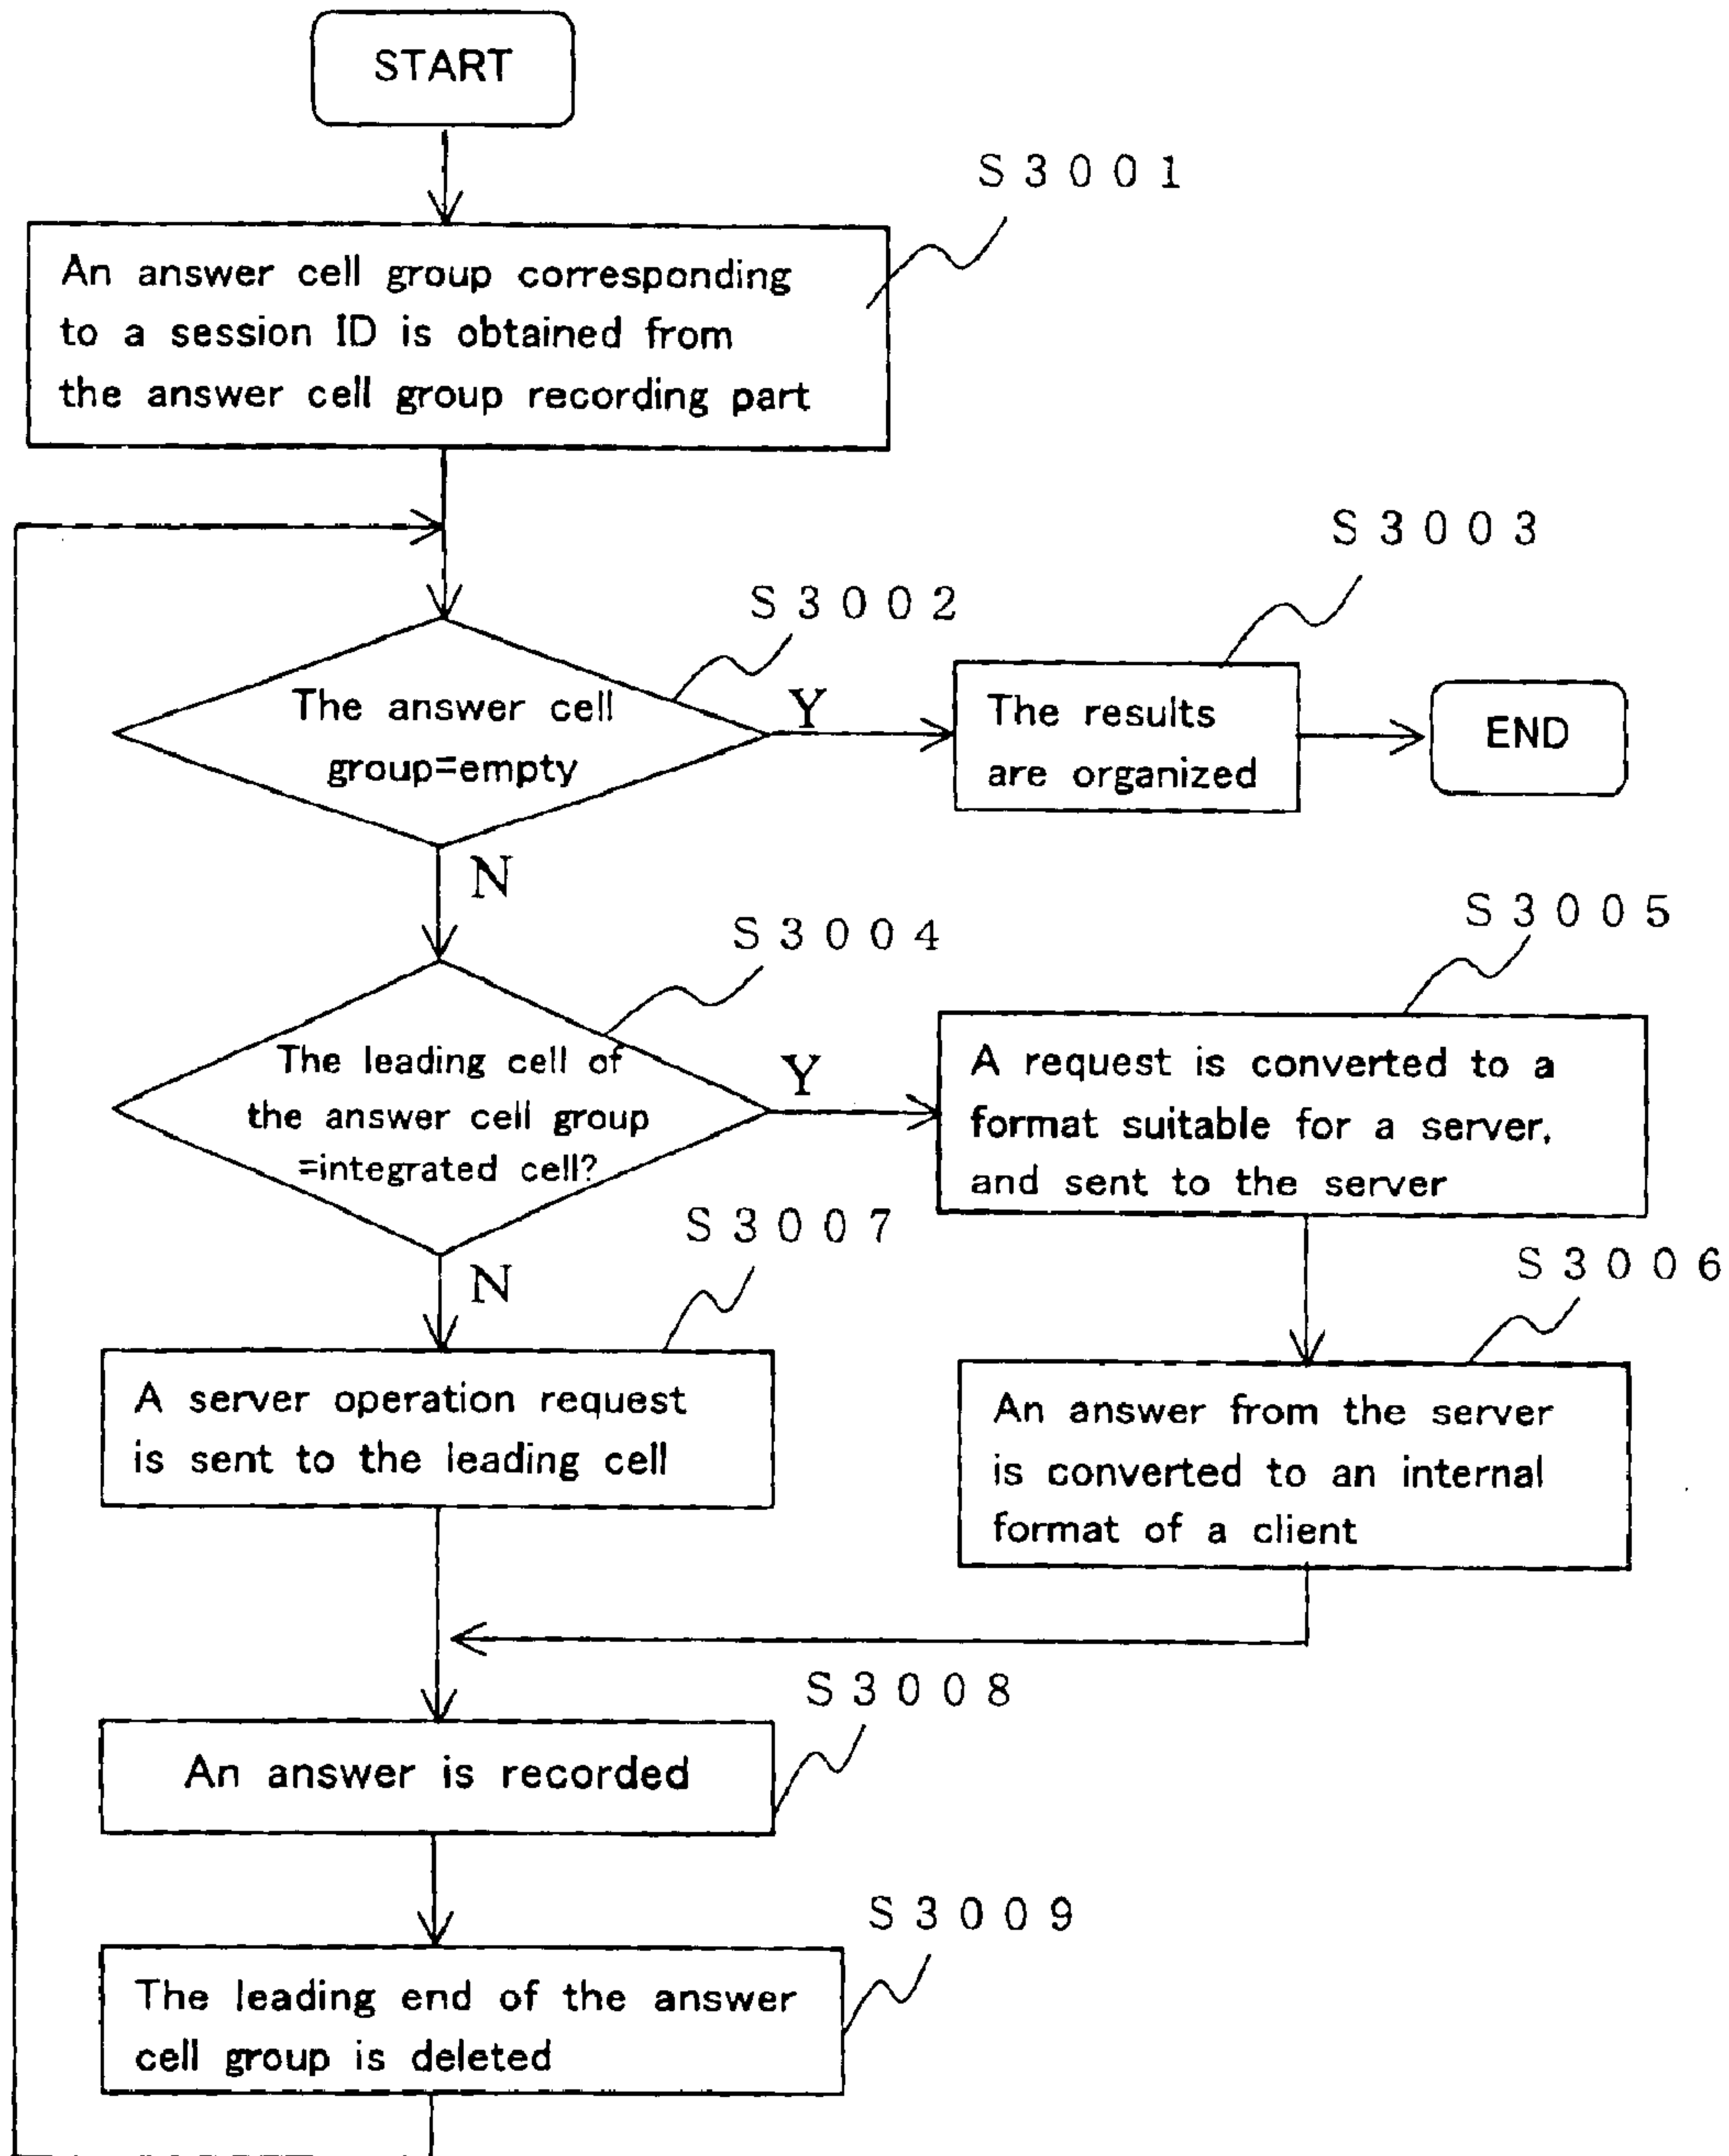 START
S3001
An answer cell group corresponding
to a session ID is obtained from
the answer cell group recording part
S3002
The answer cell
group=empty
Y
S3003
The results
are organized
END
N
S3004
The leading cell of
the answer cell group
=integrated cell?
Y
S3005
A request is converted to a
format suitable for a server,
and sent to the server
S3006
An answer from the server
is converted to an internal
format of a client
N
S3007
A server operation request
is sent to the leading cell
S3008
An answer is recorded
S3009
The leading end of the answer
cell group is deleted